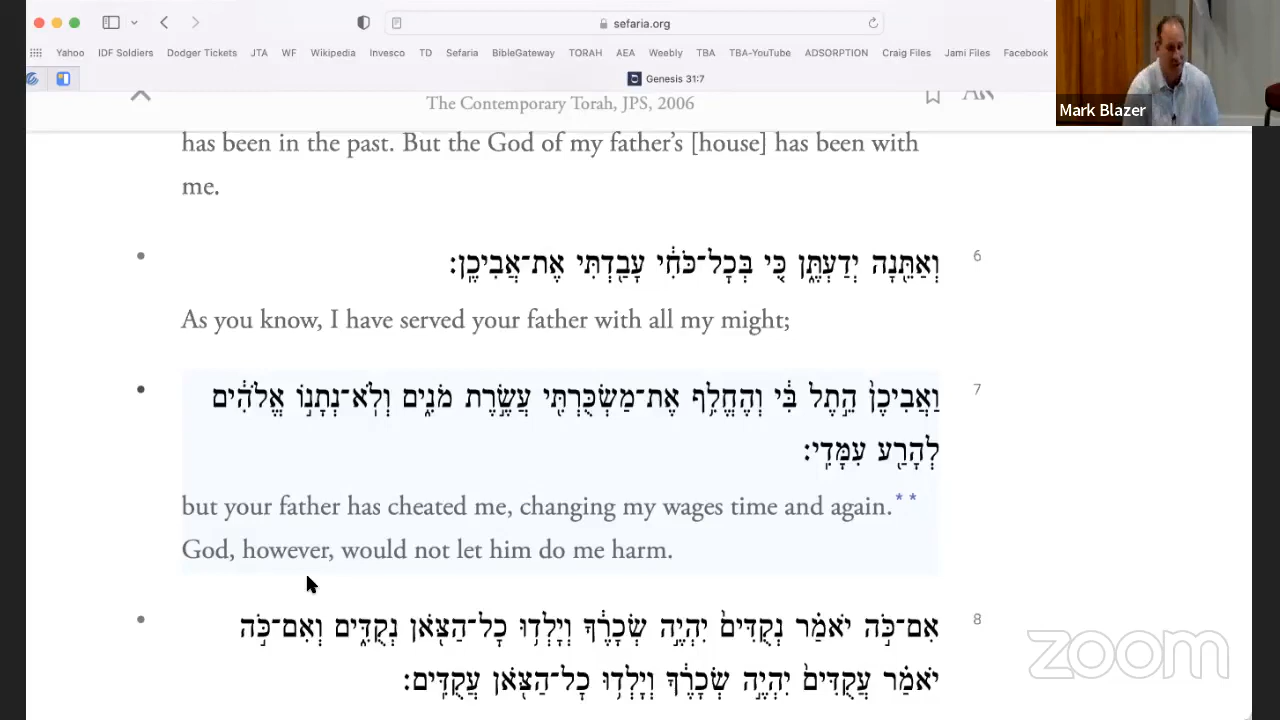 sefaria.org
Yahoo IDF Soldiers Dodger Tickets JTA WF Wikipedia Invesco TD Sefaria BibleGateway TORAH AEA Weebly TBA TBA-YouTube ADSORPTION Craig Files Jami Files Facebook
Genesis 31:7
Mark Blazer
The Contemporary Torah, JPS, 2006
has been in the past. But the God of my father’s [house] has been with
me.
וְאַתֵּ֖נָה יְדַעְתֶּ֑ן כִּ֚י בְּכׇל־כֹּחִ֔י עָבַ֖דְתִּי אֶת־אֲבִיכֶֽן׃ 6
As you know, I have served your father with all my might;
וַאֲבִיכֶן֙ הֵ֣תֶל בִּ֔י וְהֶחֱלִ֥ף אֶת־מַשְׂכֻּרְתִּ֖י עֲשֶׂ֣רֶת מֹנִ֑ים וְלֹֽא־נְתָנ֣וֹ אֱלֹהִ֔ים 7
לְהָרַ֖ע עִמָּדִֽי׃
but your father has cheated me, changing my wages time and again.**
God, however, would not let him do me harm.
אִם־כֹּ֣ה יֹאמַ֗ר נְקֻדִּים֙ יִהְיֶ֣ה שְׂכָרֶ֔ךָ וְיָלְד֥וּ כׇל־הַצֹּ֖אן נְקֻדִּ֑ים וְאִם־כֹּ֣ה 8
יֹאמַ֗ר עֲקֻדִּים֙ יִהְיֶ֣ה שְׂכָרֶ֔ךָ וְיָלְד֥וּ כׇל־הַצֹּ֖אן עֲקֻדִּֽים׃
zoom